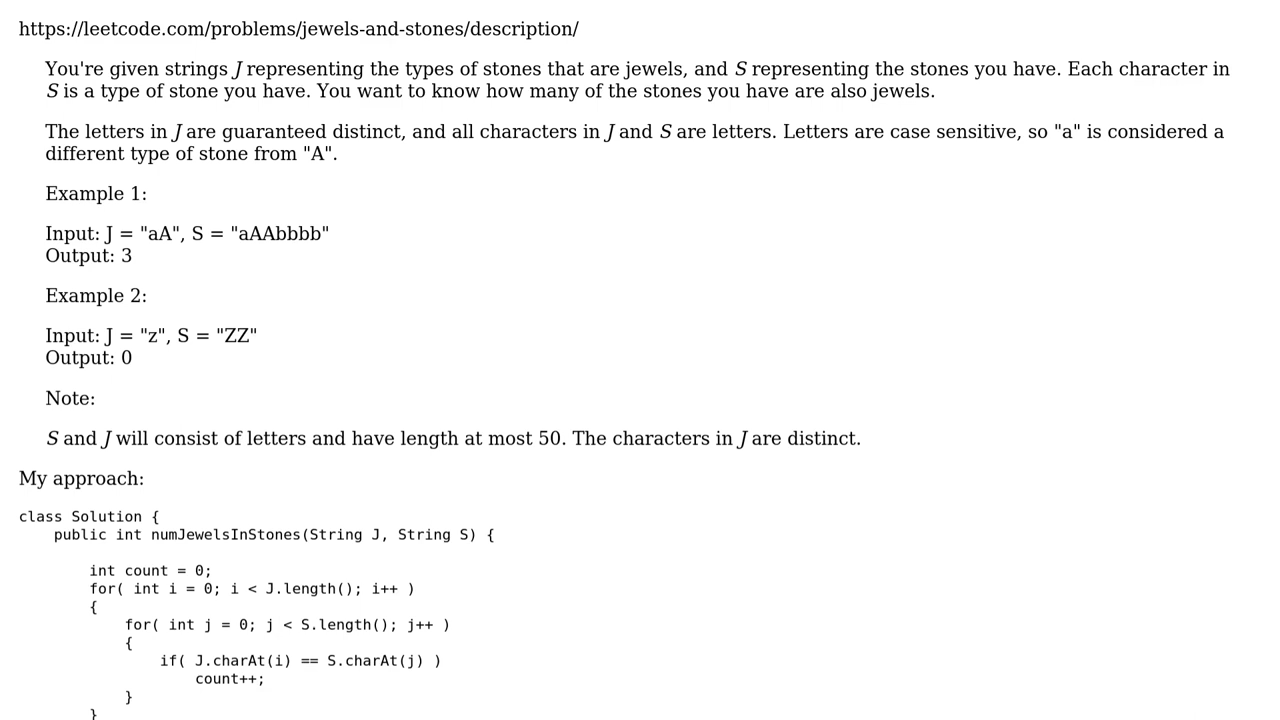 https://leetcode.com/problems/jewels-and-stones/description/
You're given strings J representing the types of stones that are jewels, and S representing the stones you have. Each character in
S is a type of stone you have. You want to know how many of the stones you have are also jewels.
The letters in J are guaranteed distinct, and all characters in J and S are letters. Letters are case sensitive, so "a" is considered a
different type of stone from "A".
Example 1:
Input: J = "aA", S = "aAAbbbb"
Output: 3
Example 2:
Input: J = "z", S = "ZZ"
Output: 0
Note:
S and J will consist of letters and have length at most 50. The characters in J are distinct.
My approach:
class Solution {
    public int numJewelsInStones(String J, String S) {
        int count = 0;
        for( int i = 0; i < J.length(); i++ )
        {
            for( int j = 0; j < S.length(); j++ )
            {
                if( J.charAt(i) == S.charAt(j) )
                    count++;
            }
        }